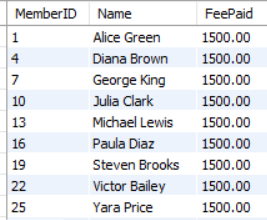 MemberID Name FeePaid
1 Alice Green 1500.00
4 Diana Brown 1500.00
7 George King 1500.00
10 Julia Clark 1500.00
13 Michael Lewis 1500.00
16 Paula Diaz 1500.00
19 Steven Brooks 1500.00
22 Victor Bailey 1500.00
25 Yara Price 1500.00